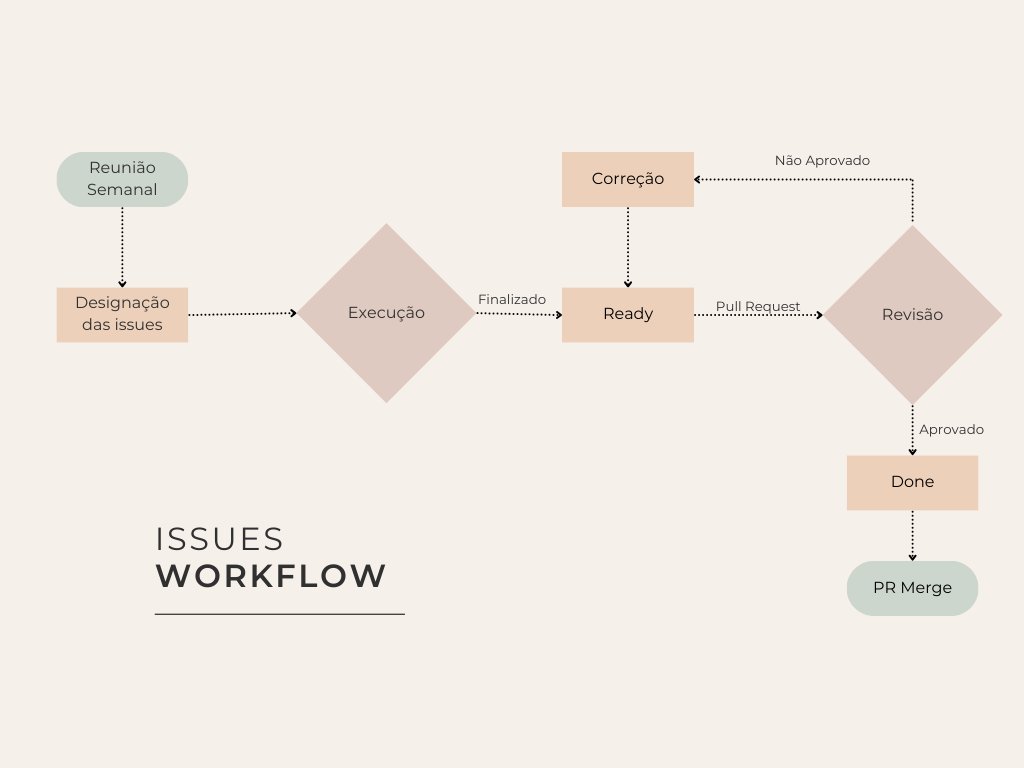 Reunião
Semanal
Correção
Não Aprovado
Designação
das issues
Execução
Finalizado
Ready
Pull Request
Revisão
Aprovado
Done
PR Merge
ISSUES
WORKFLOW